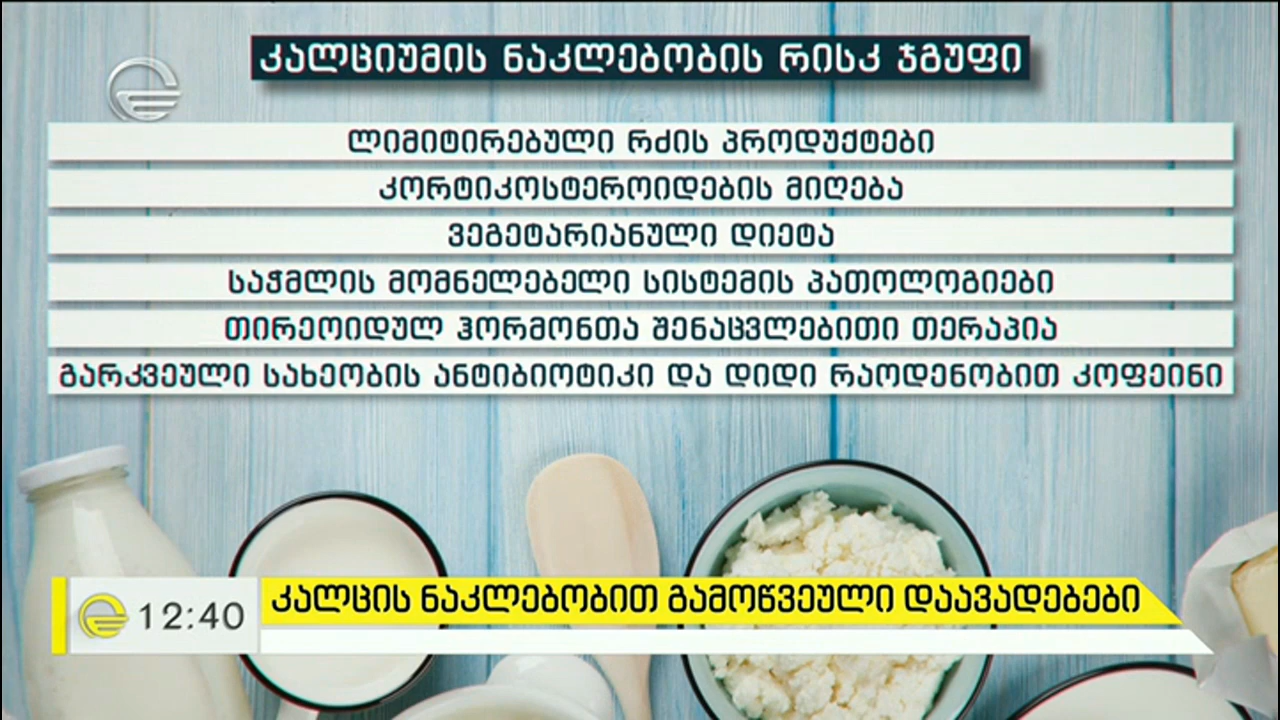 კალციუმის ნაკლებობის რისკ ჯგუფი
ლიმიტირებული რძის პროდუქტები
კორტიკოსტეროიდების მიღება
ვეგეტარიანული დიეტა
საჭმლის მომნელებელი სისტემის პათოლოგიები
თირეოიდულ ჰორმონთა შენაცვლებითი თერაპია
გარკვეული სახეობის ანტიბიოტიკი და დიდი რაოდენობით კოფეინი
12:40
კალცის ნაკლებობით გამოწვეული დაავადებები